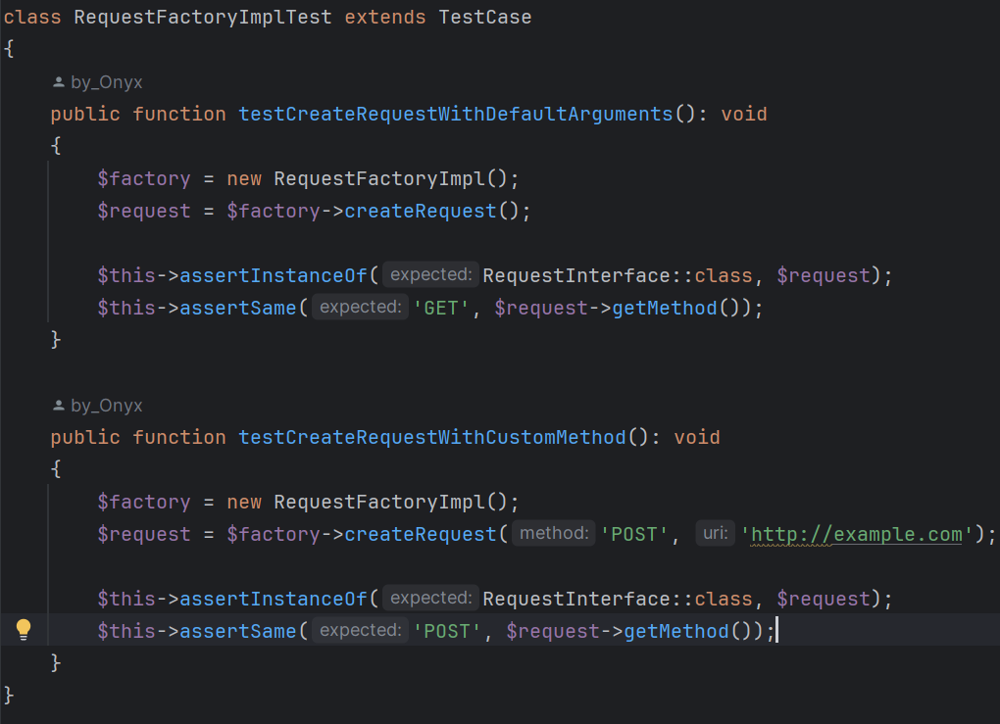 class RequestFactoryImplTest extends TestCase
{
by_Onyx
public function testCreateRequestWithDefaultArguments(): void
{
$factory = new RequestFactoryImpl();
$request = $factory->createRequest();
$this->assertInstanceOf( expected: RequestInterface::class, $request);
$this->assertSame( expected: 'GET', $request->getMethod());
}
by_Onyx
public function testCreateRequestWithCustomMethod(): void
{
$factory = new RequestFactoryImpl();
$request = $factory->createRequest( method: 'POST', uri: 'http://example.com');
$this->assertInstanceOf( expected: RequestInterface::class, $request);
$this->assertSame( expected: 'POST', $request->getMethod());
}
}